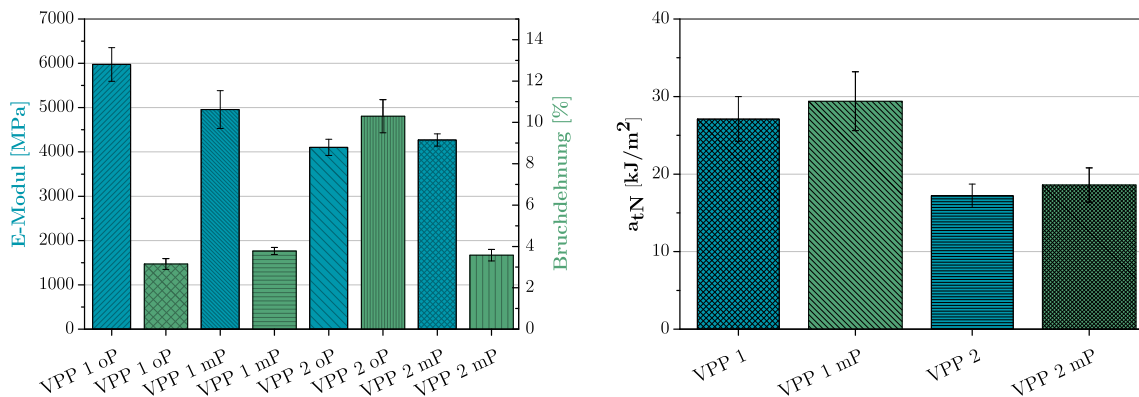 7000
6000
5000
4000
3000
2000
1000
0
E-Modul [MPa]
14
12
10
8
6
4
2
0
Bruchdehnung [%]
VPP 1 oP
VPP 1 oP
VPP 1 mP
VPP 1 mP
VPP 2 oP
VPP 2 oP
VPP 2 mP
VPP 2 mP
40
30
20
10
0
atN [kJ/m²]
VPP 1
VPP 1 mP
VPP 2
VPP 2 mP